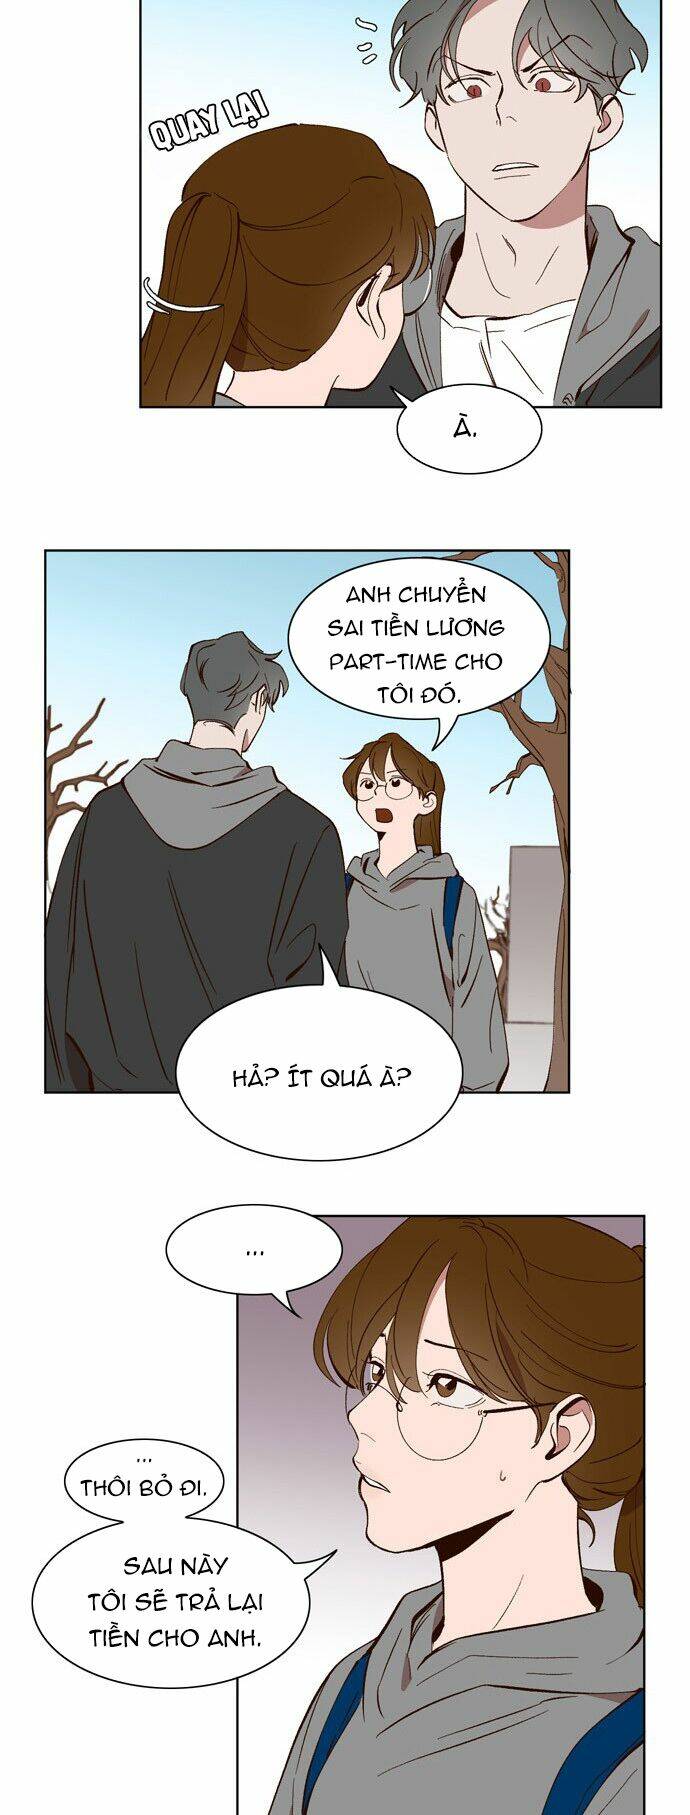 QUAY LẠI
À.
ANH CHUYỂN
SAI TIỀN LƯƠNG
PART-TIME CHO
TÔI ĐÓ.
HẢ? ÍT QUÁ À?
...
...
THÔI BỎ ĐI.
SAU NÀY
TÔI SẼ TRẢ LẠI
TIỀN CHO ANH.